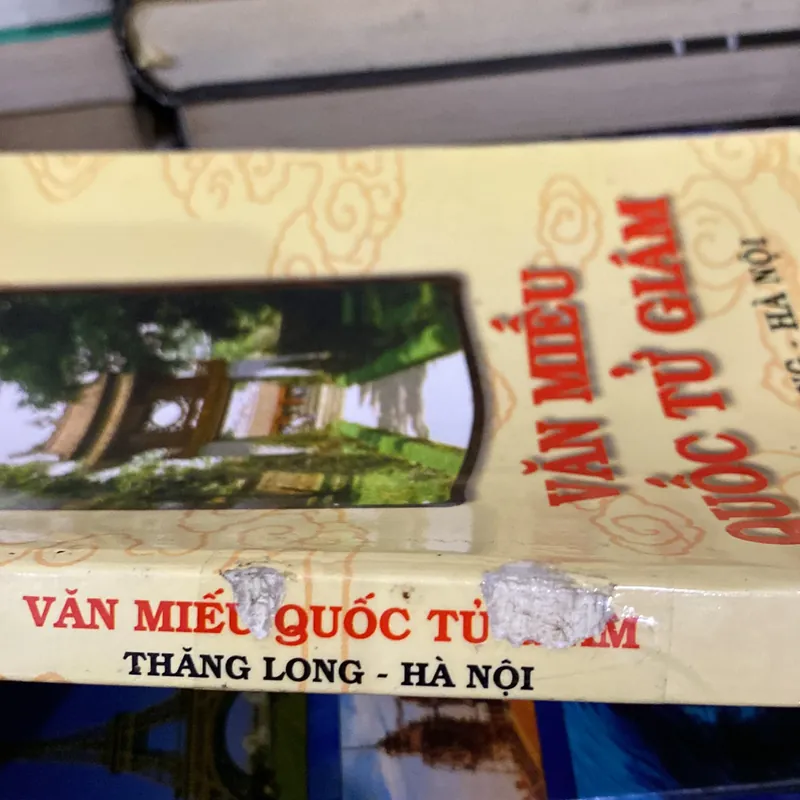 VĂN MIẾU
QUỐC TỬ GIÁM
HÀ NỘI
VĂN MIẾU QUỐC TỬ
THĂNG LONG - HÀ NỘI